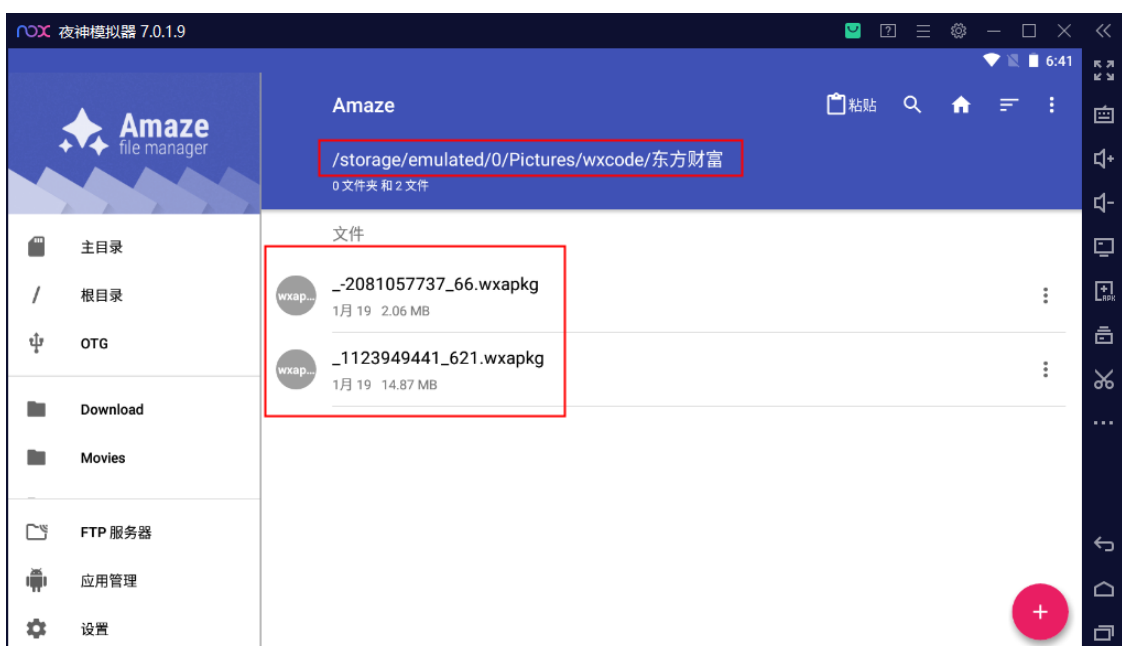 nox 夜神模拟器 7.0.1.9
6:41
Amaze
file manager
Amaze
粘贴
/storage/emulated/0/Pictures/wxcode/东方财富
0 文件夹 和 2 文件
主目录
根目录
OTG
Download
Movies
FTP 服务器
应用管理
设置
文件
wxap...
_-2081057737_66.wxapkg
1月 19 2.06 MB
wxap...
_1123949441_621.wxapkg
1月 19 14.87 MB